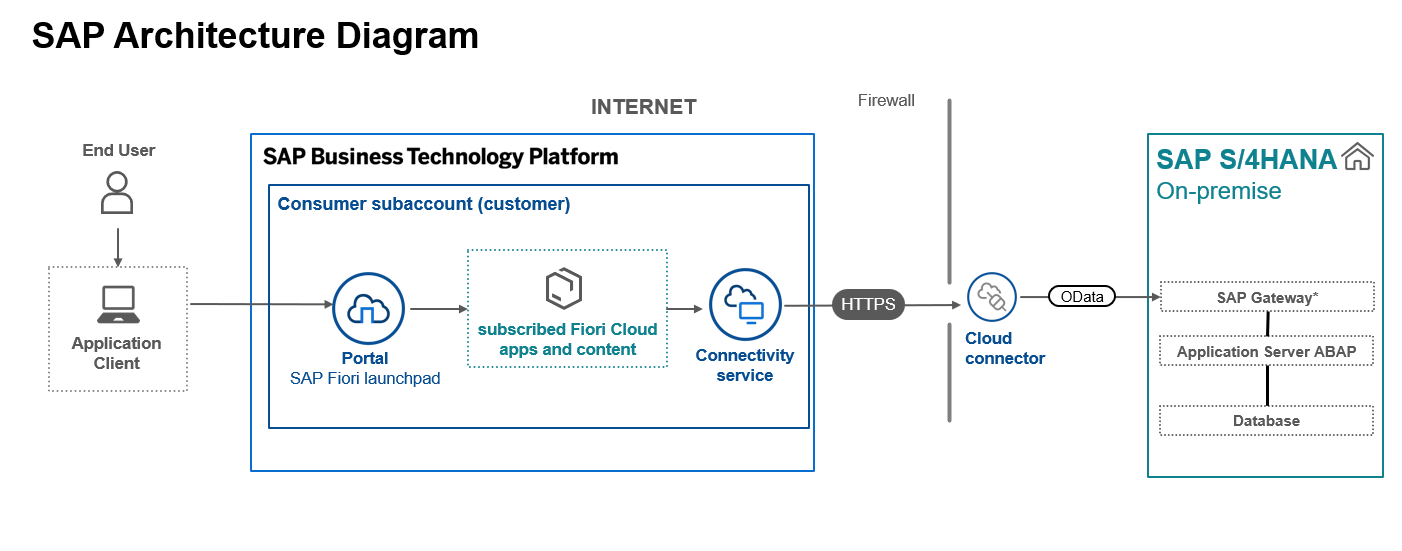 SAP Architecture Diagram
INTERNET
Firewall
End User
Application
Client
SAP Business Technology Platform
Consumer subaccount (customer)
Portal
SAP Fiori launchpad
subscribed Fiori Cloud
apps and content
Connectivity
service
HTTPS
Cloud
connector
OData
SAP S/4HANA
On-premise
SAP Gateway*
Application Server ABAP
Database